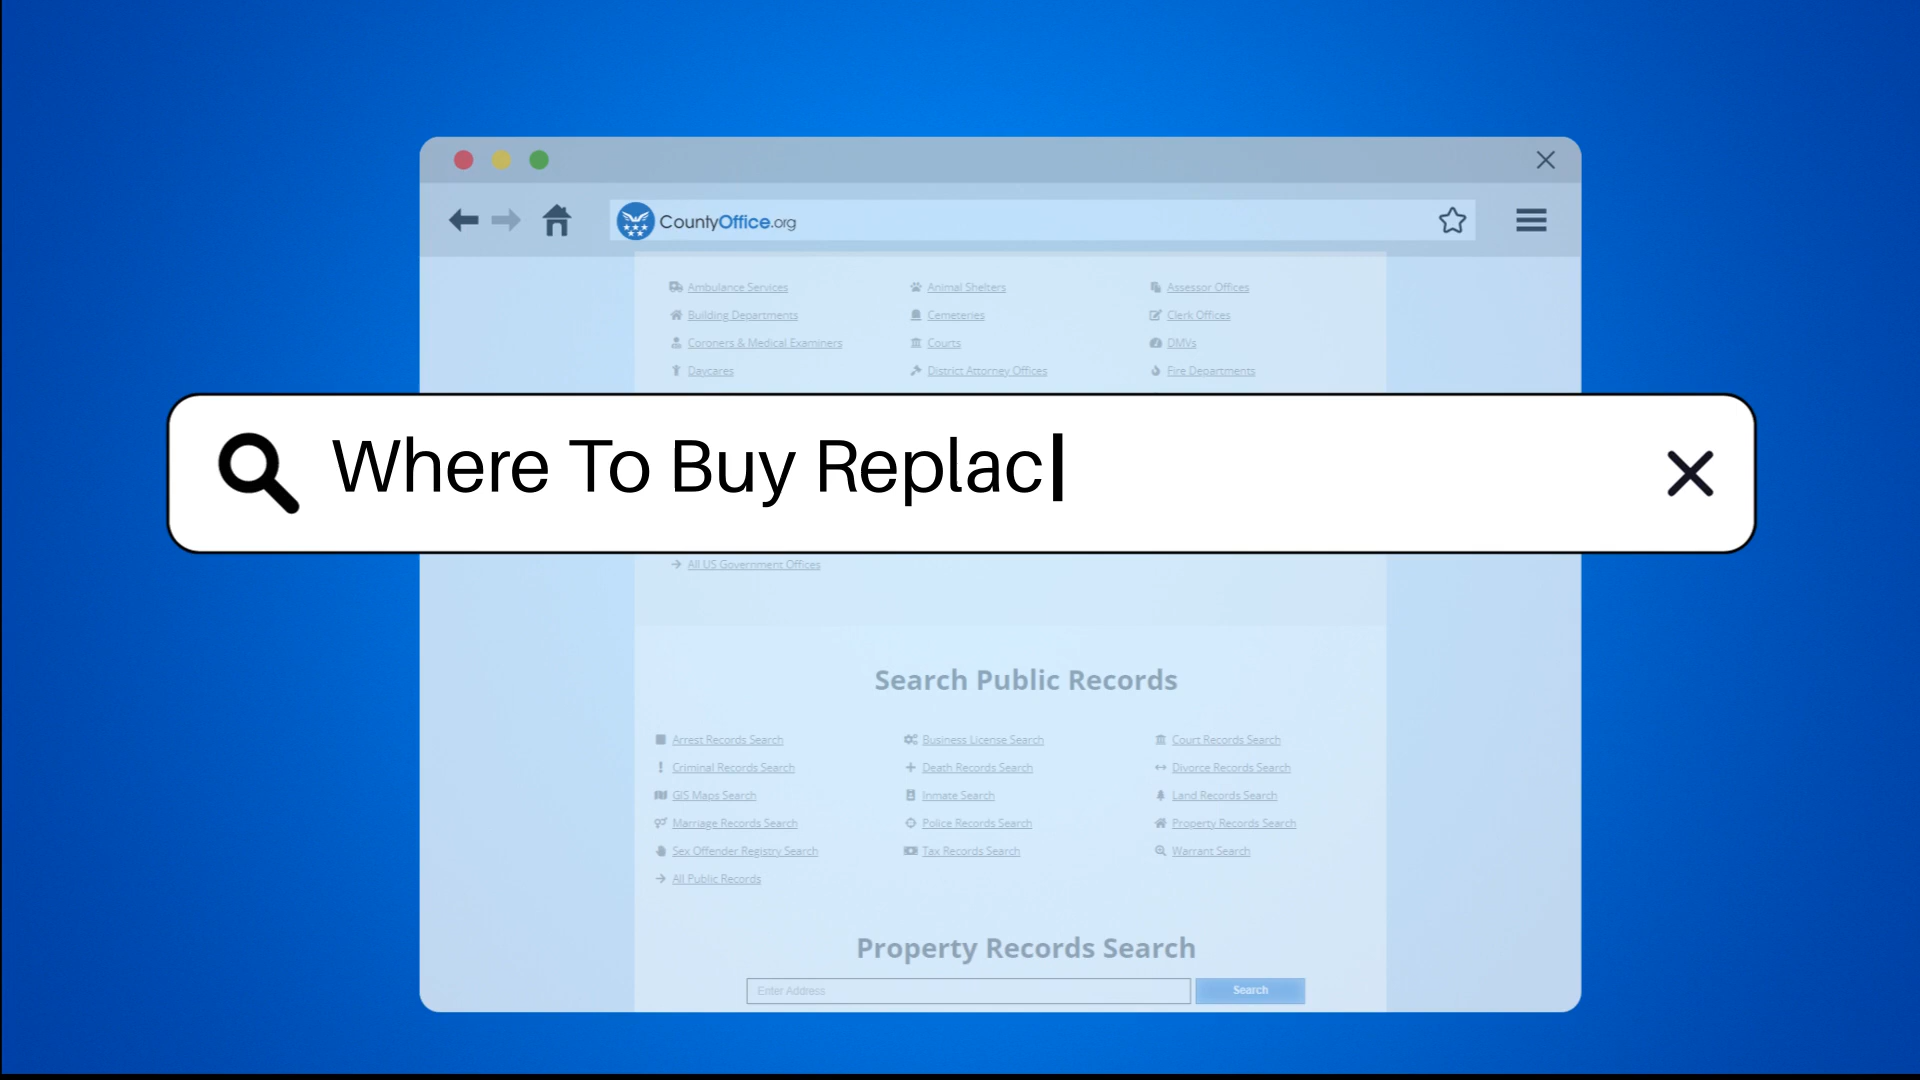 CountyOffice.org
Ambulance Services Animal Shelters Assessor Offices
Building Departments Cemeteries Clerk Offices
Coroners & Medical Examiners Courts DMVs
Daycares District Attorney Offices Fire Departments
Where To Buy Replac
All US Government Offices
Search Public Records
Arrest Records Search Business License Search Court Records Search
Criminal Records Search Death Records Search Divorce Records Search
GIS Maps Search Inmate Search Land Records Search
Marriage Records Search Police Records Search Property Records Search
Sex Offender Registry Search Tax Records Search Warrant Search
All Public Records
Property Records Search
Enter Address Search